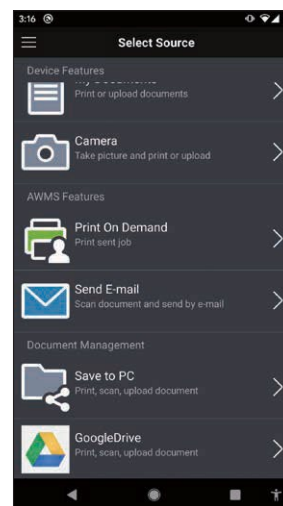 3:16
Select Source
Device Features
My Documents
Print or upload documents
Camera
Take picture and print or upload
AWMS Features
Print On Demand
Print sent job
Send E-mail
Scan document and send by e-mail
Document Management
Save to PC
Print, scan, upload document
GoogleDrive
Print, scan, upload document